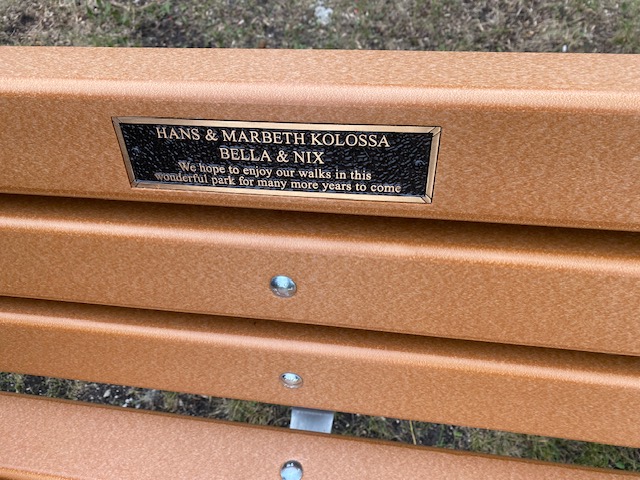 HANS & MARBETH KOLOSSA
BELLA & NIX
We hope to enjoy our walks in this
wonderful park for many more years to come